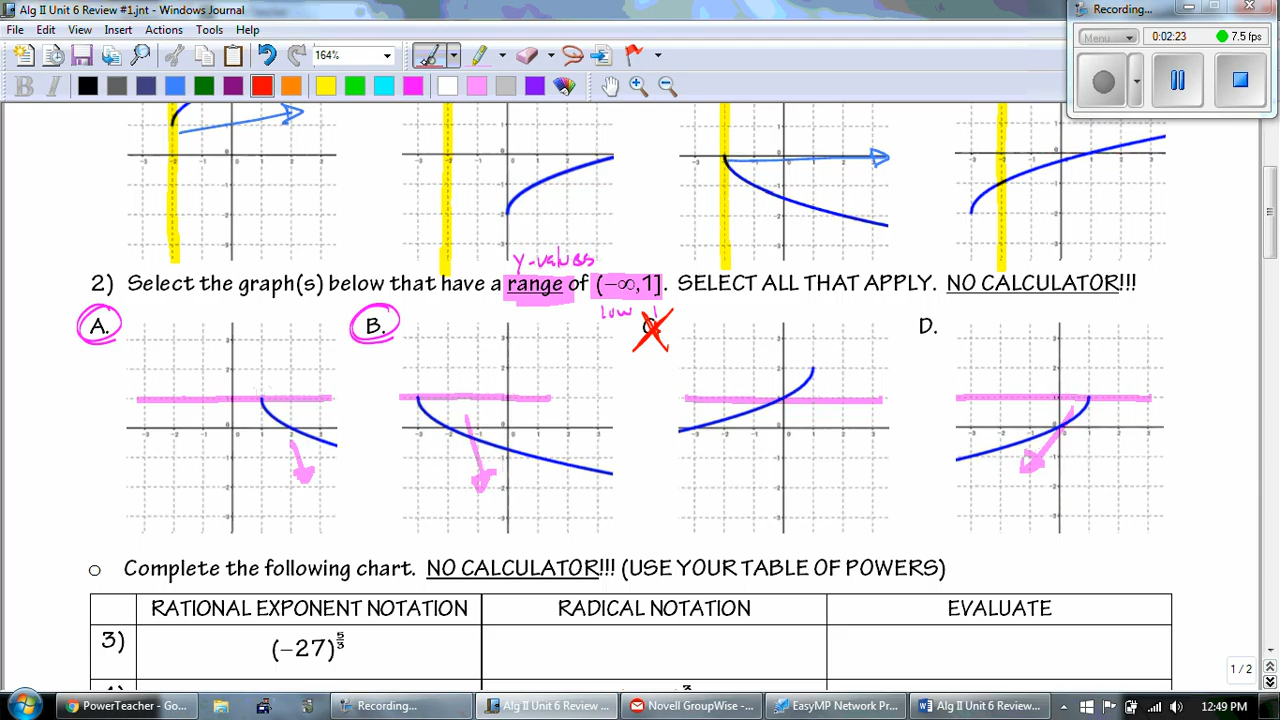 Alg II Unit 6 Review #1.jnt - Windows Journal
Recording...
File Edit View Insert Actions Tools Help
Menu 0:02:23 7.5 fps
164%
B I
y-values
2) Select the graph(s) below that have a range of (−∞,1]. SELECT ALL THAT APPLY. NO CALCULATOR!!!
low
A. B. C. D.
○ Complete the following chart. NO CALCULATOR!!! (USE YOUR TABLE OF POWERS)
RATIONAL EXPONENT NOTATION RADICAL NOTATION EVALUATE
3) (−27)^(5/3)
1 / 2
PowerTeacher - Go... Recording... Alg II Unit 6 Review ... Novell GroupWise -... EasyMP Network Pr... Alg II Unit 6 Review ... 12:49 PM